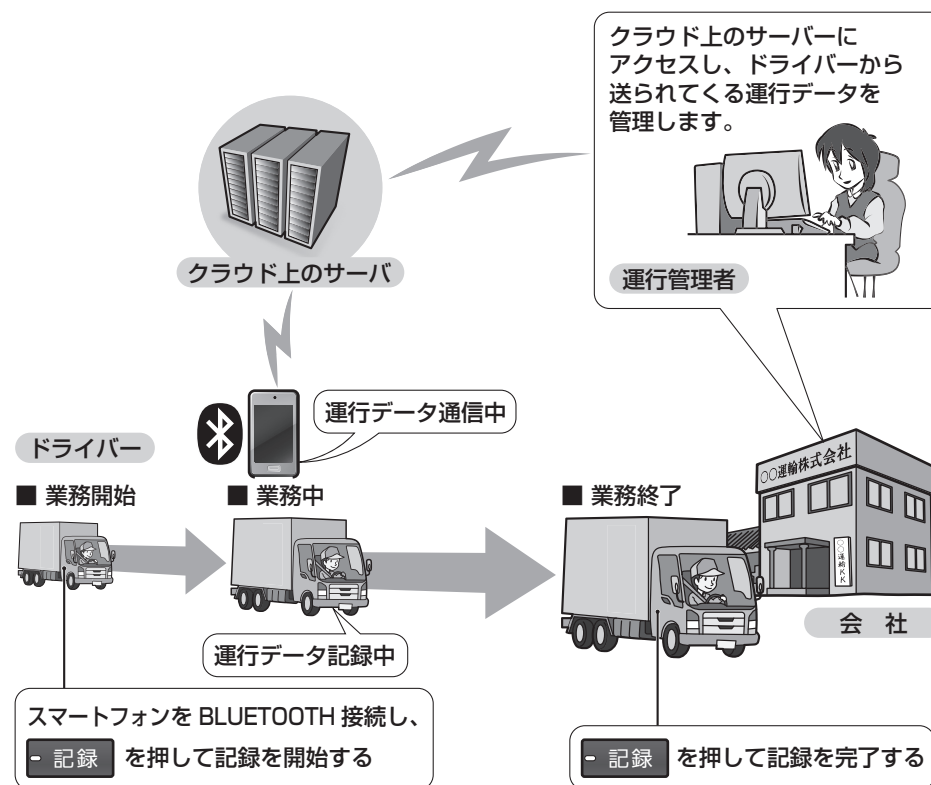 クラウド上のサーバーに
アクセスし、ドライバーから
送られてくる運行データを
管理します。
運行管理者
クラウド上のサーバ
運行データ通信中
ドライバー
■ 業務開始
■ 業務中
■ 業務終了
○○運輸株式会社
○○運輸KK
会　社
運行データ記録中
スマートフォンを BLUETOOTH 接続し、
記録 を押して記録を開始する
記録 を押して記録を完了する